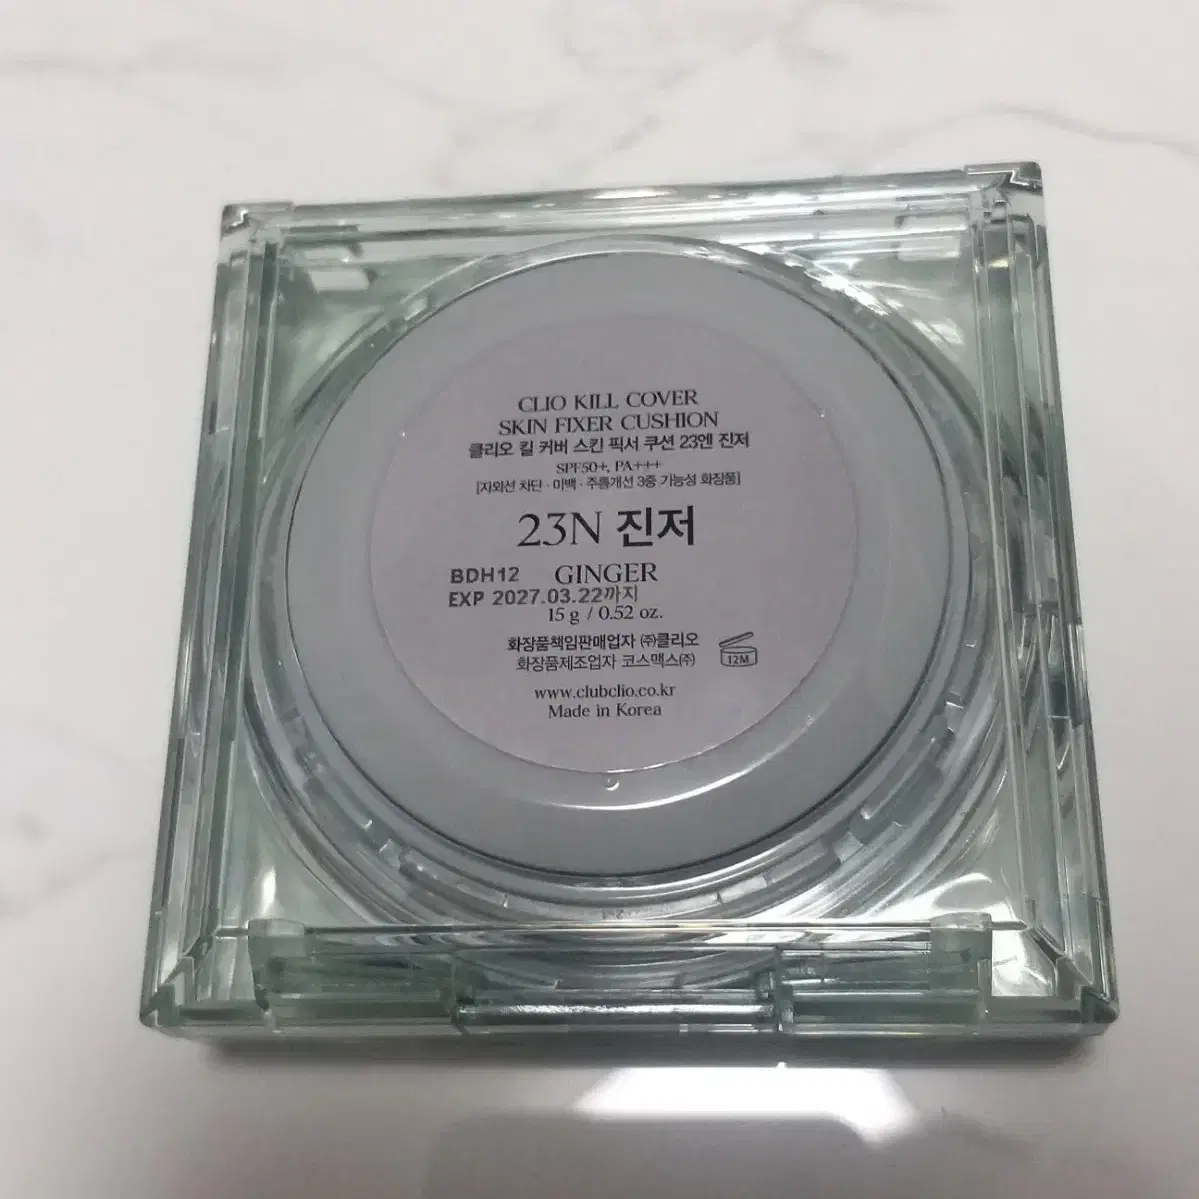 CLIO KILL COVER
SKIN FIXER CUSHION
클리오 킬 커버 스킨 픽서 쿠션 23엔 진저
SPF50+, PA+++
[자외선 차단 · 미백 · 주름개선 3중 기능성 화장품]
23N 진저
BDH12 GINGER
EXP 2027.03.22까지
15 g / 0.52 oz.
화장품책임판매업자 ㈜클리오
화장품제조업자 코스맥스㈜
12M
www.clubclio.co.kr
Made in Korea